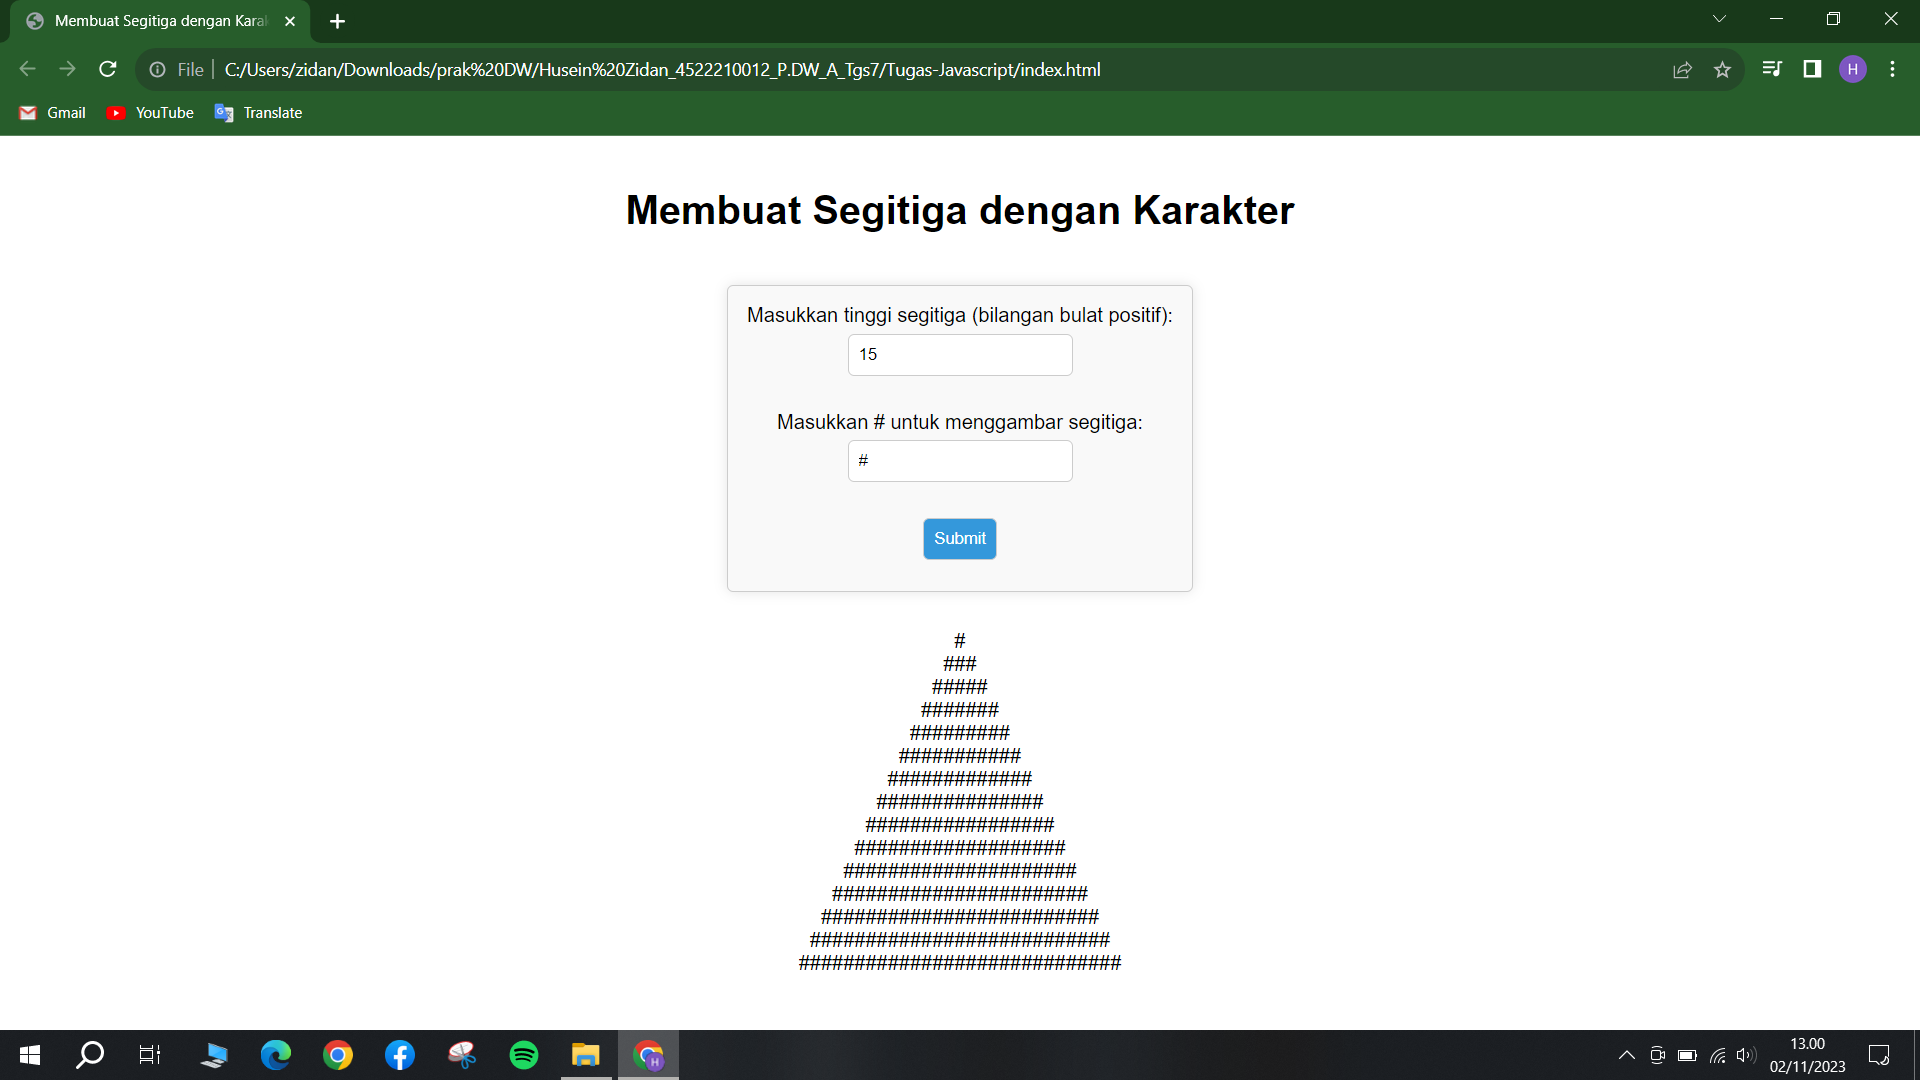 Membuat Segitiga dengan Kara
File
C:/Users/zidan/Downloads/prak%20DW/Husein%20Zidan_4522210012_P.DW_A_Tgs7/Tugas-Javascript/index.html
H
Gmail
YouTube
Translate
Membuat Segitiga dengan Karakter
Masukkan tinggi segitiga (bilangan bulat positif):
15
Masukkan # untuk menggambar segitiga:
#
Submit
#
###
#####
#######
#########
###########
#############
###############
#################
###################
#####################
#######################
#########################
###########################
#############################
13.00
02/11/2023